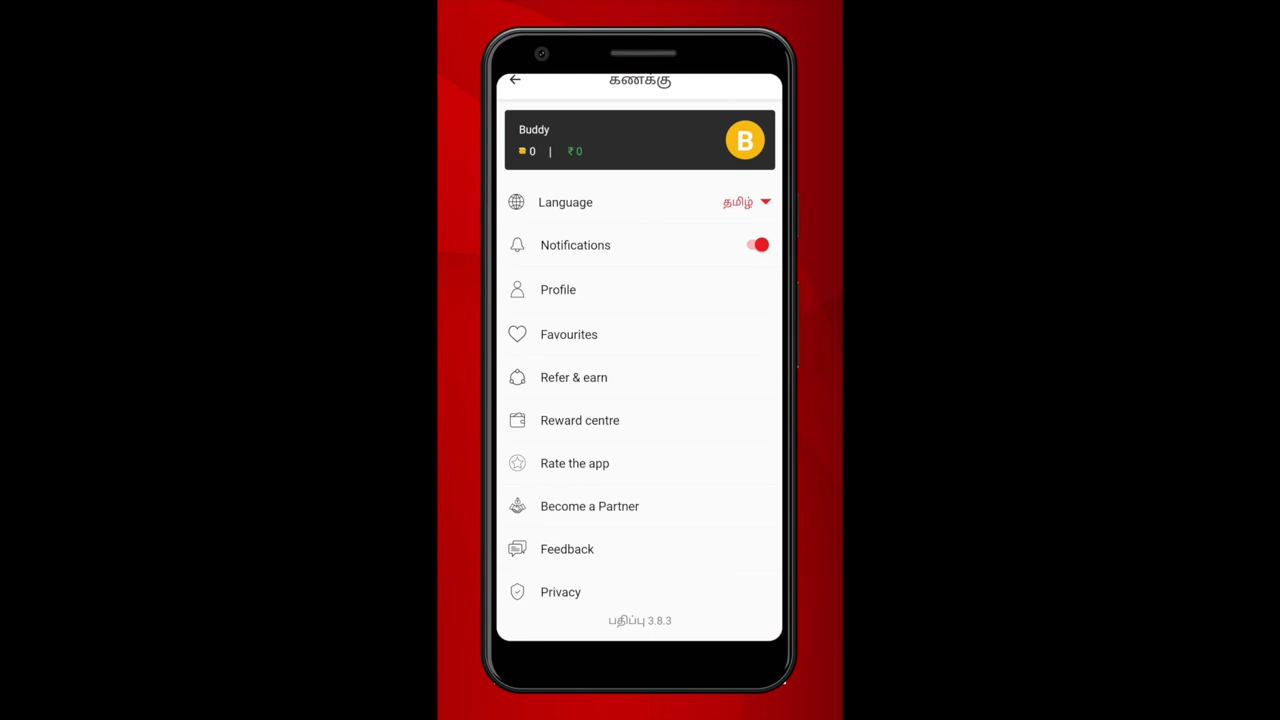 கணக்கு
Buddy
B
0 | ₹ 0
Language தமிழ்
Notifications
Profile
Favourites
Refer & earn
Reward centre
Rate the app
Become a Partner
Feedback
Privacy
பதிப்பு 3.8.3